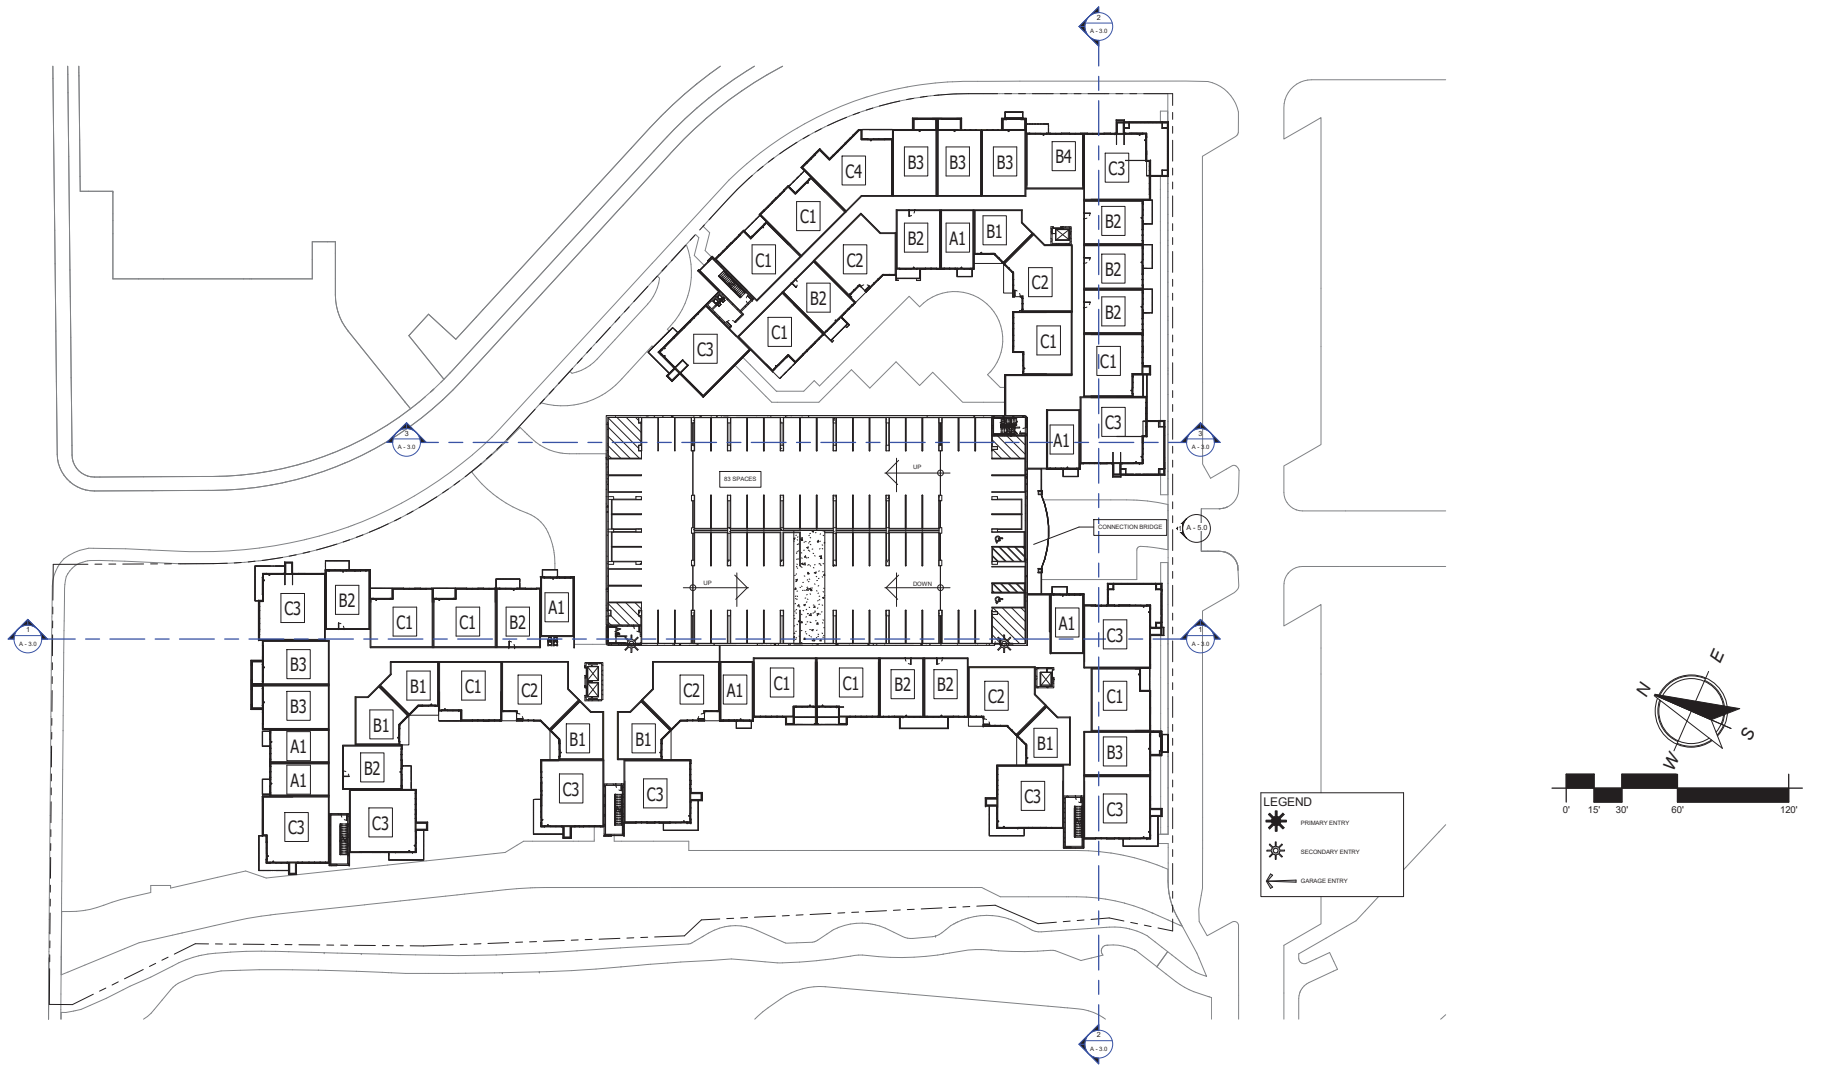 2
A - 3.0
B3
B3
B3
B4
C3
C4
C1
B2
B2
A1
B1
C1
C2
B2
C2
B2
B2
C1
C1
C3
C1
C3
A1
3
A - 3.0
3
A - 3.0
UP
83 SPACES
CONNECTION BRIDGE
A - 5.0
UP
DOWN
C3
B2
C1
C1
B2
A1
A1
C3
1
A - 3.0
1
A - 3.0
B3
B1
C1
C2
C2
A1
C1
C1
B2
B2
C2
C1
B3
B1
B1
B1
B1
A1
B2
A1
B3
C3
C3
C3
C3
C3
C3
N
E
S
W
0'
15'
30'
60'
120'
LEGEND
PRIMARY ENTRY
SECONDARY ENTRY
GARAGE ENTRY
2
A - 3.0